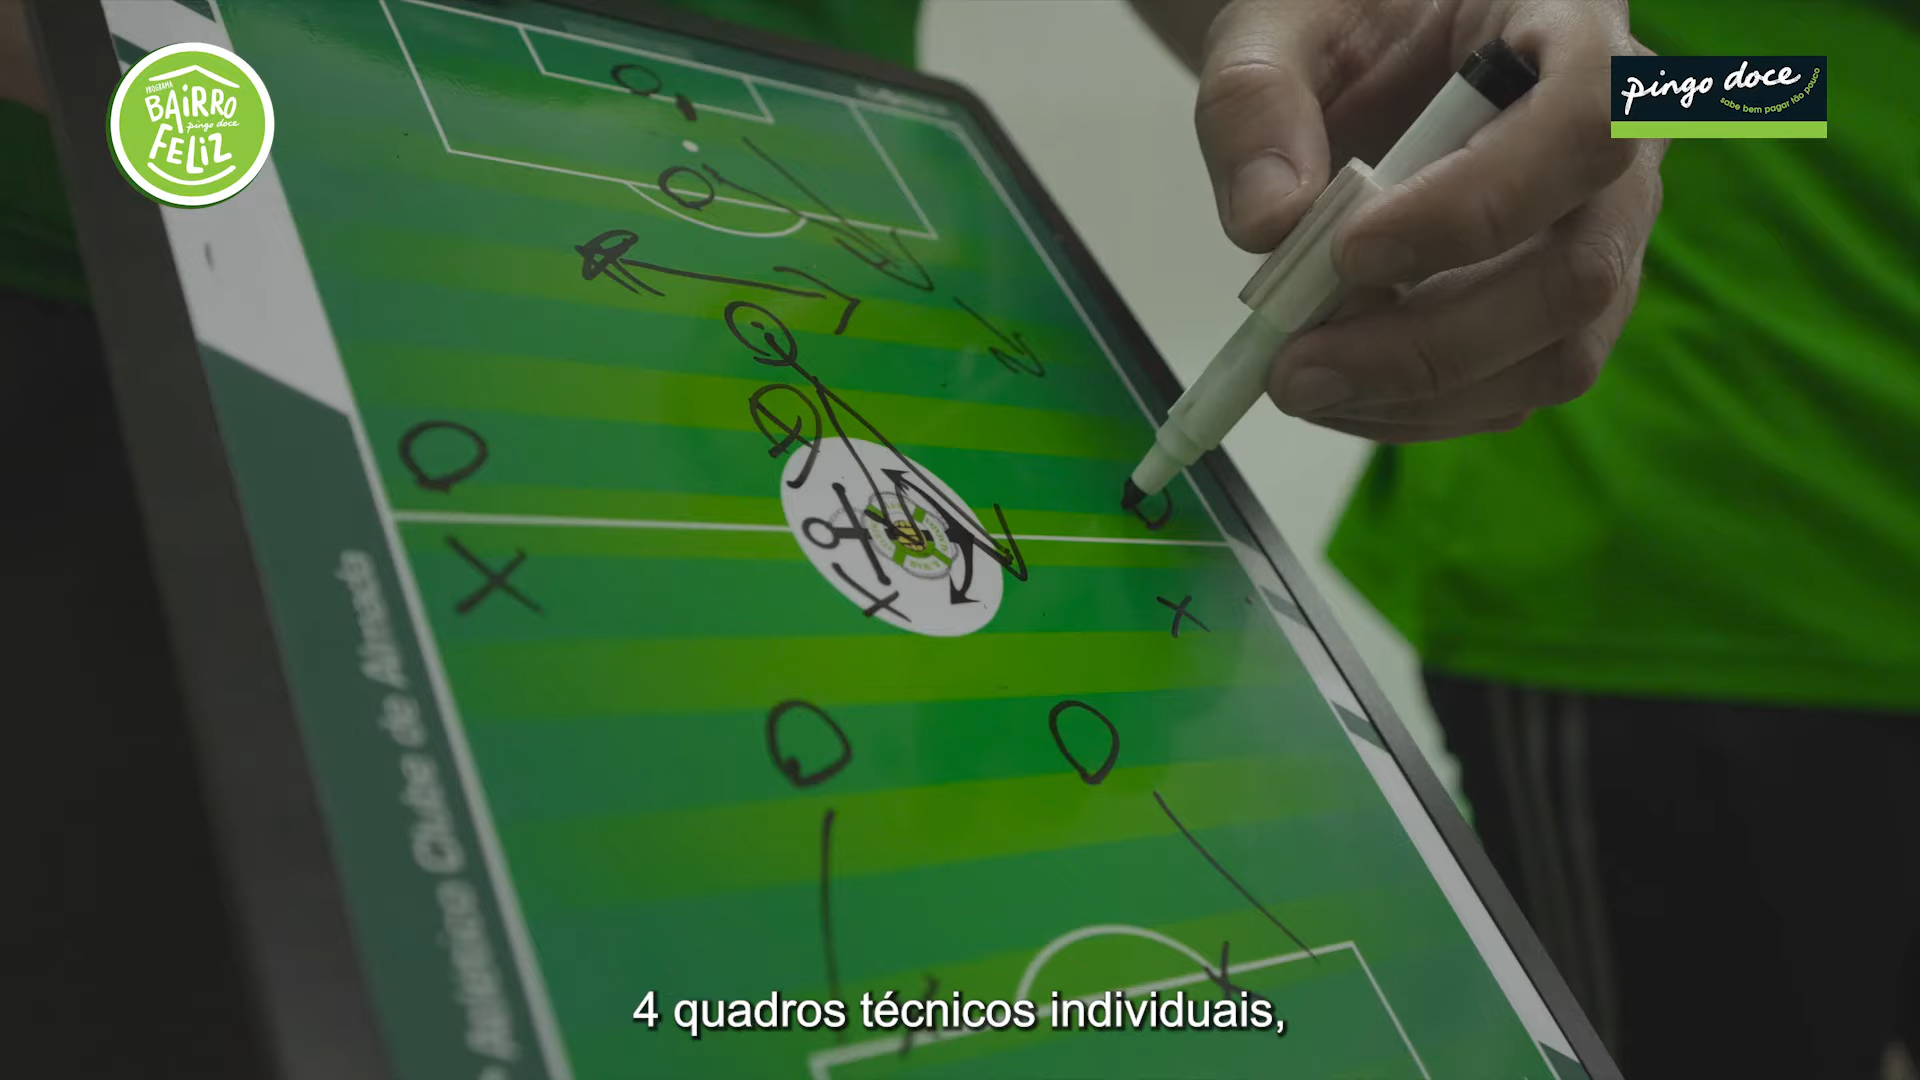 PROGRAMA
BAIRRO
pingo doce
FELIZ
pingo doce
sabe bem pagar tão pouco
Clube de Almada
4 quadros técnicos individuais,